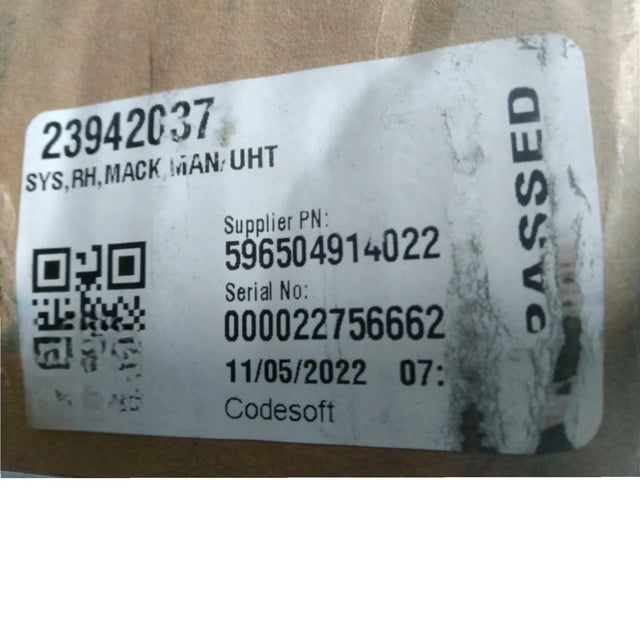 23942037
SYS,RH,MACK,MAN/UHT
Supplier PN:
596504914022
Serial No:
000022756662
11/05/2022 07:
Codesoft
PASSED